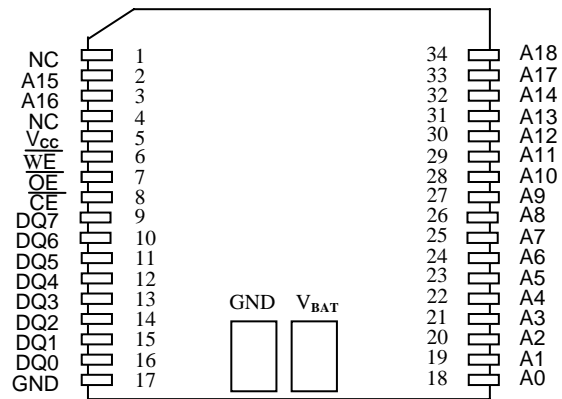 NC 1 34 A18
A15 2 33 A17
A16 3 32 A14
NC 4 31 A13
Vcc 5 30 A12
WE 6 29 A11
OE 7 28 A10
CE 8 27 A9
DQ7 9 26 A8
DQ6 10 25 A7
DQ5 11 24 A6
DQ4 12 23 A5
DQ3 13 22 A4
DQ2 14 21 A3
DQ1 15 20 A2
DQ0 16 19 A1
GND 17 18 A0
GND VBAT